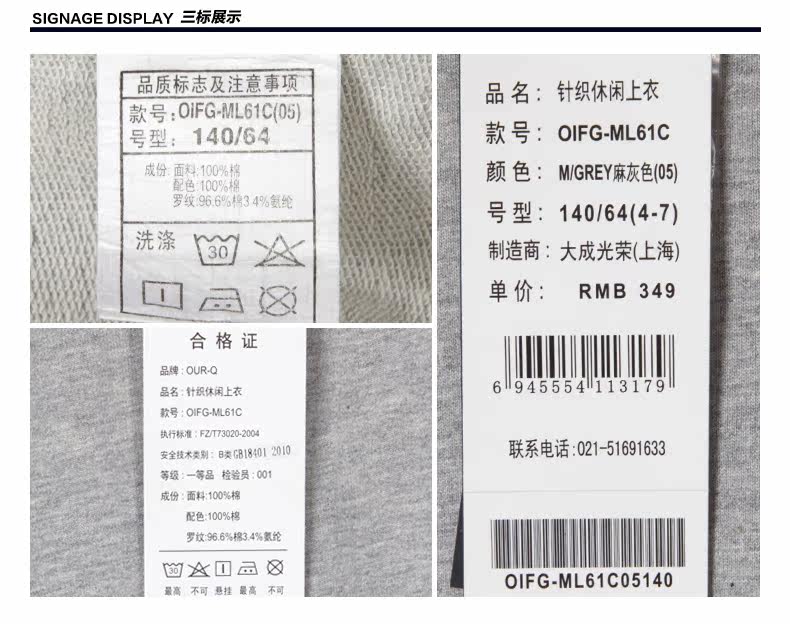 SIGNAGE DISPLAY 三标展示
品质标志及注意事项
款号:OIFG-ML61C(05)
号型: 140/64
成份: 面料:100%棉
配色:100%棉
罗纹:96.6%棉3.4%氨纶
洗涤
30
合格证
品牌: OUR-Q
品名: 针织休闲上衣
款号: OIFG-ML61C
执行标准: FZ/T73020-2004
安全技术类别: B类GB18401 2010
等级: 一等品 检验员: 001
成份: 面料:100%棉
配色:100%棉
罗纹:96.6%棉3.4%氨纶
30
最高 不可 悬挂 最高 不可
品名: 针织休闲上衣
款号: OIFG-ML61C
颜色: M/GREY麻灰色(05)
号型: 140/64(4-7)
制造商: 大成光荣(上海)
单价: RMB 349
6 945554 113179
联系电话:021-51691633
OIFG-ML61C05140